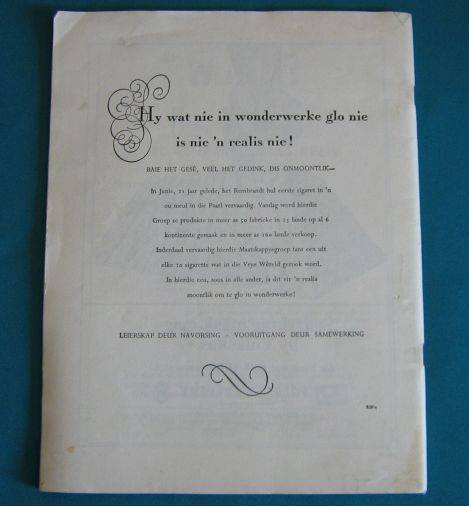 Hy wat nie in wonderwerke glo nie
is nie 'n realis nie!
BAIE HET GESÊ, VEEL HET GEDINK, DIS ONMOONTLIK—
In Junie, 21 jaar gelede, het Rembrandt hul eerste sigaret in 'n
ou meul in die Paarl vervaardig. Vandag word hierdie
Groep se produkte in meer as 50 fabrieke in 23 lande op al 6
kontinente gemaak en in meer as 160 lande verkoop.
Inderdaad vervaardig hierdie Maatskappygroep tans een uit
elke 20 sigarette wat in die Vrye Wêreld gerook word.
In hierdie eeu, soos in alle ander, is dit vir 'n realis
moontlik om te glo in wonderwerke!
LEIERSKAP DEUR NAVORSING - VOORUITGANG DEUR SAMEWERKING